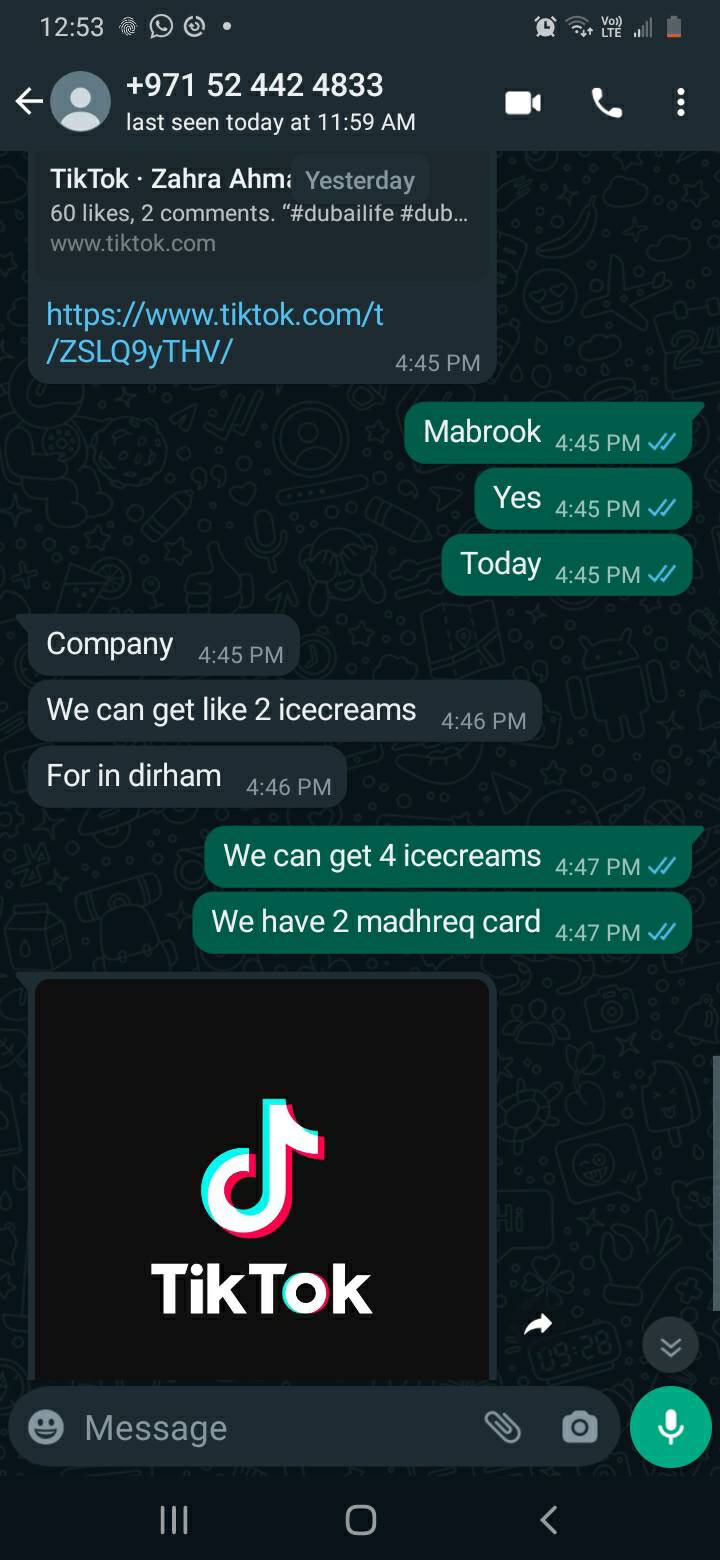 12:53
Vo)) LTE
+971 52 442 4833
last seen today at 11:59 AM
TikTok · Zahra Ahma
Yesterday
60 likes, 2 comments. “#dubailife #dub...
www.tiktok.com
https://www.tiktok.com/t
/ZSLQ9yTHV/
4:45 PM
Mabrook 4:45 PM
Yes 4:45 PM
Today 4:45 PM
Company 4:45 PM
We can get like 2 icecreams 4:46 PM
For in dirham 4:46 PM
We can get 4 icecreams 4:47 PM
We have 2 madhreq card 4:47 PM
TikTok
Hi
09:28
Message